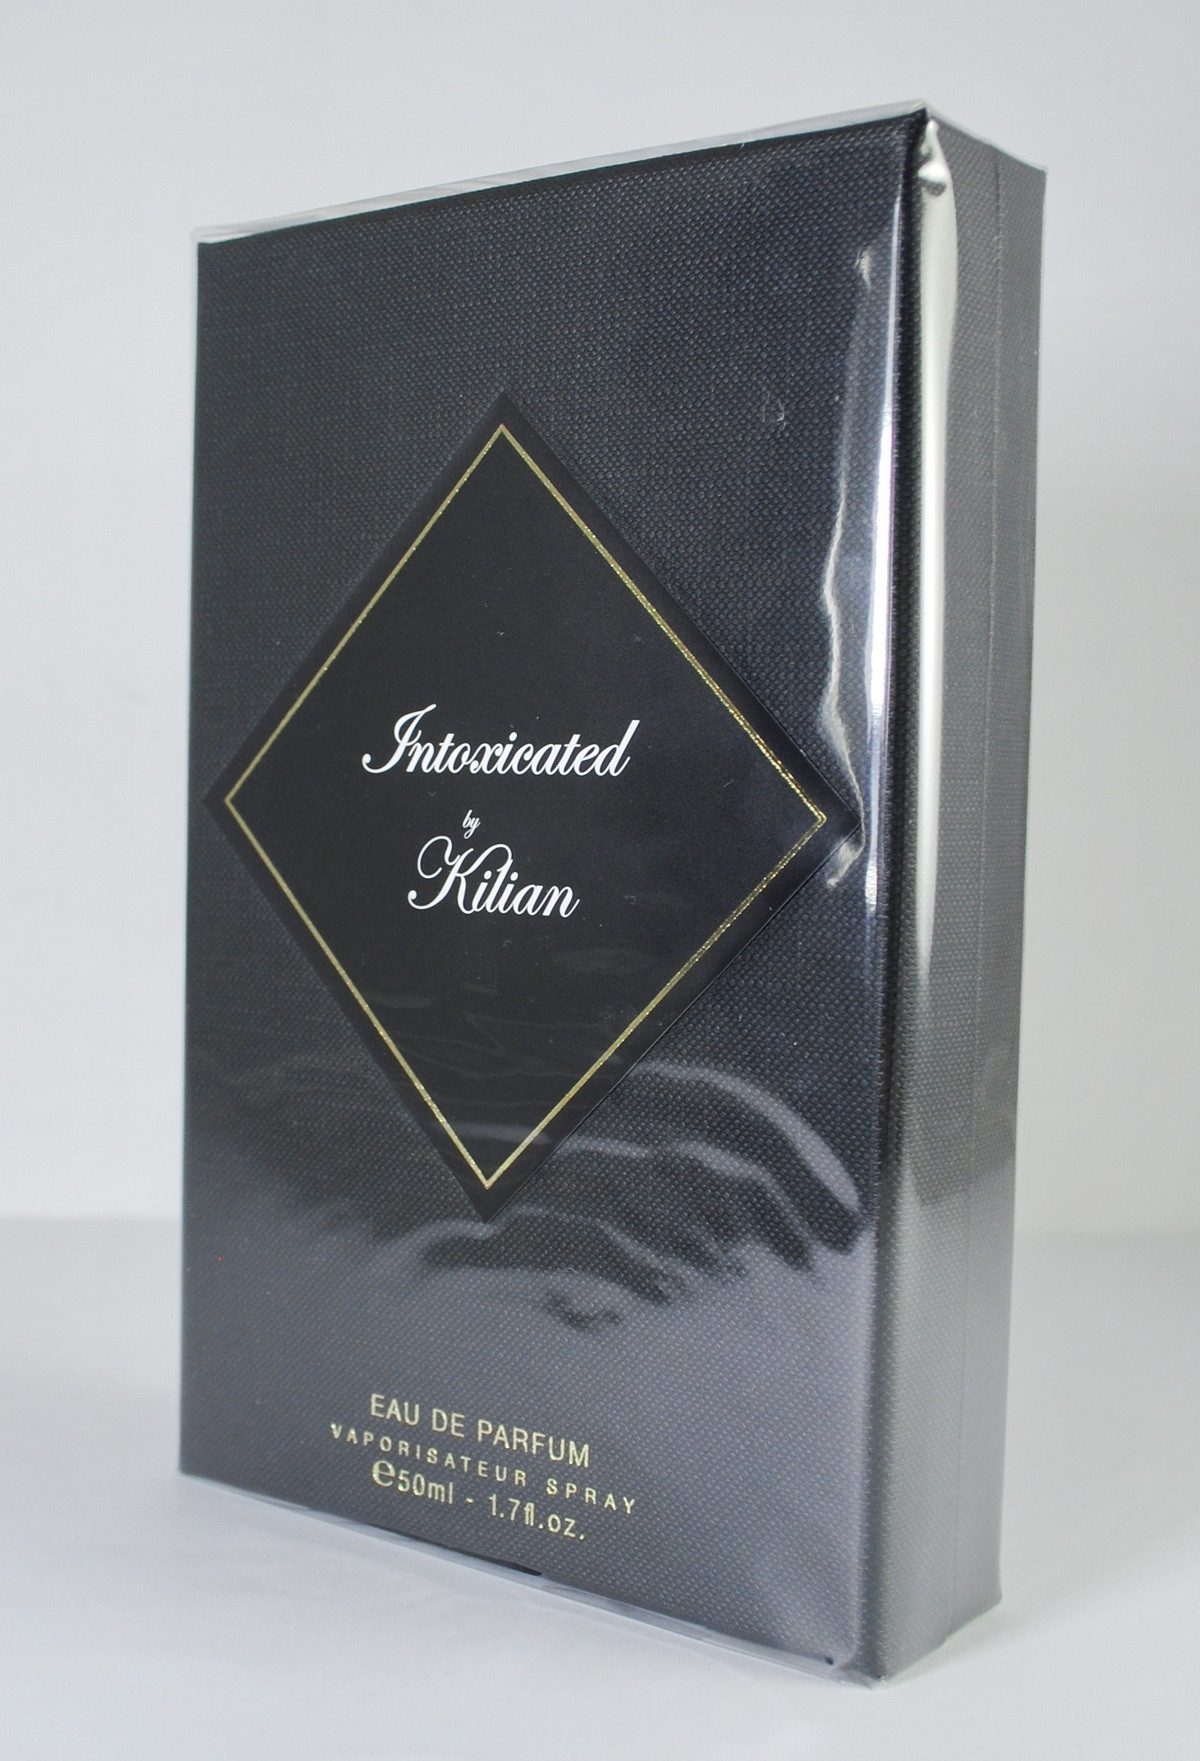 Intoxicated
by
Kilian
EAU DE PARFUM
VAPORISATEUR SPRAY
℮50ml - 1.7fl.oz.